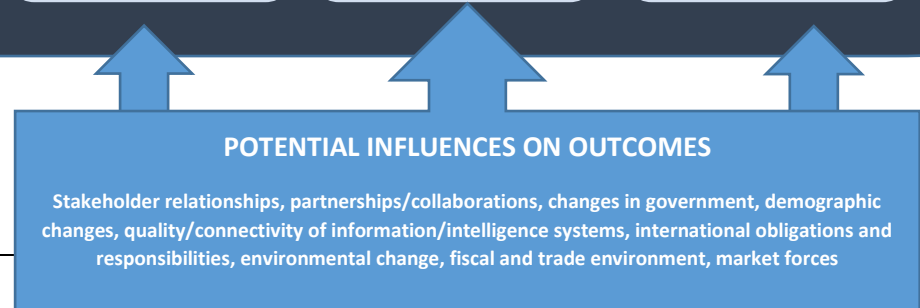 POTENTIAL INFLUENCES ON OUTCOMES
Stakeholder relationships, partnerships/collaborations, changes in government, demographic
changes, quality/connectivity of information/intelligence systems, international obligations and
responsibilities, environmental change, fiscal and trade environment, market forces